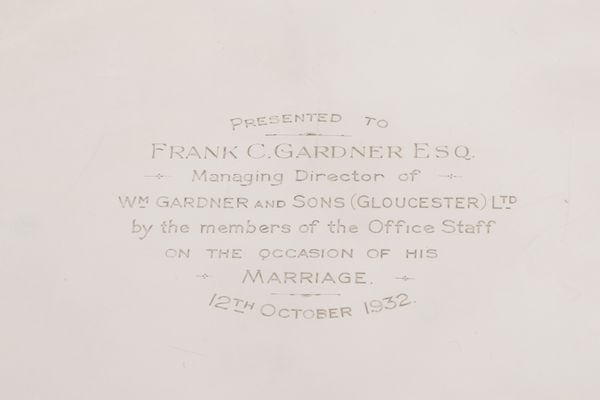 PRESENTED TO
FRANK C. GARDNER ESQ.
Managing Director of
WM GARDNER AND SONS (GLOUCESTER) LTD
by the members of the Office Staff
ON THE OCCASION OF HIS
MARRIAGE.
12TH OCTOBER 1932.